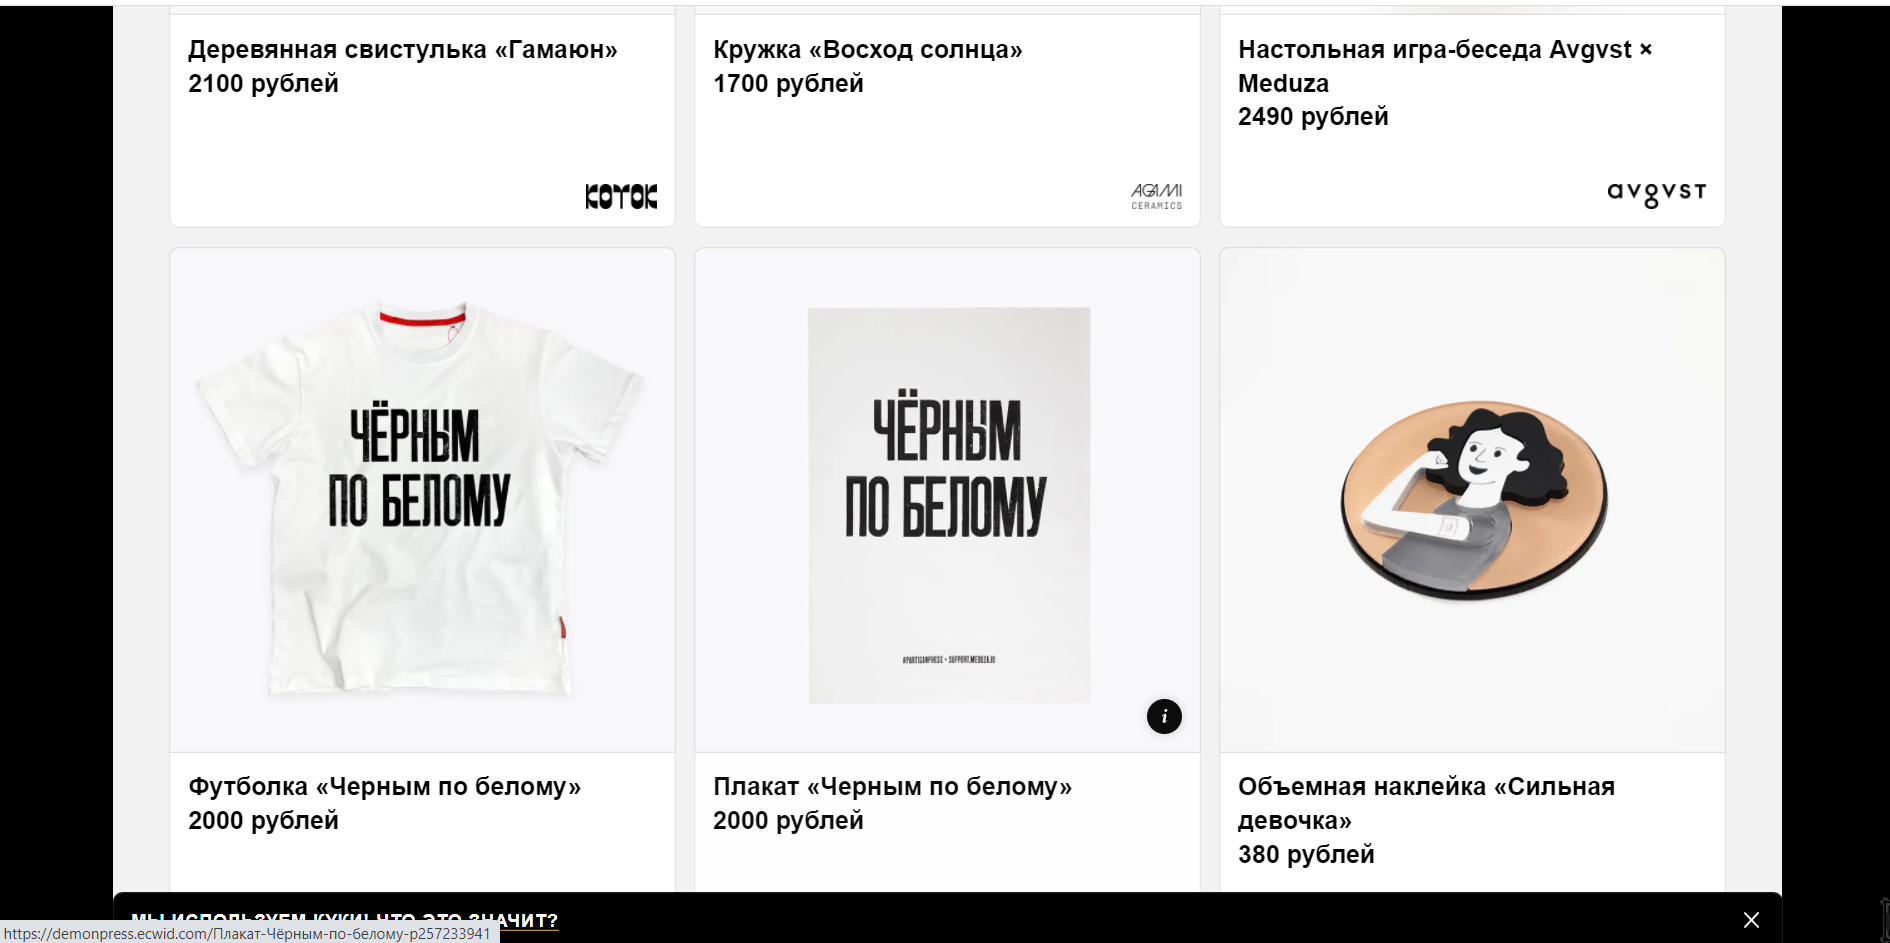 Деревянная свистулька «Гамаюн»
2100 рублей
КОТОК
Кружка «Восход солнца»
1700 рублей
AGAMI
CERAMICS
Настольная игра-беседа Avgvst ×
Meduza
2490 рублей
avgvst
ЧЁРНЫМ
ПО БЕЛОМУ
Футболка «Черным по белому»
2000 рублей
ЧЁРНЫМ
ПО БЕЛОМУ
#PARTISANPRESS • SUPPORT.MEDUZA.IO
i
Плакат «Черным по белому»
2000 рублей
Объемная наклейка «Сильная
девочка»
380 рублей
МЫ ИСПОЛЬЗУЕМ КУКИ! ЧТО ЭТО ЗНАЧИТ?
https://demonpress.ecwid.com/Плакат-Чёрным-по-белому-p257233941